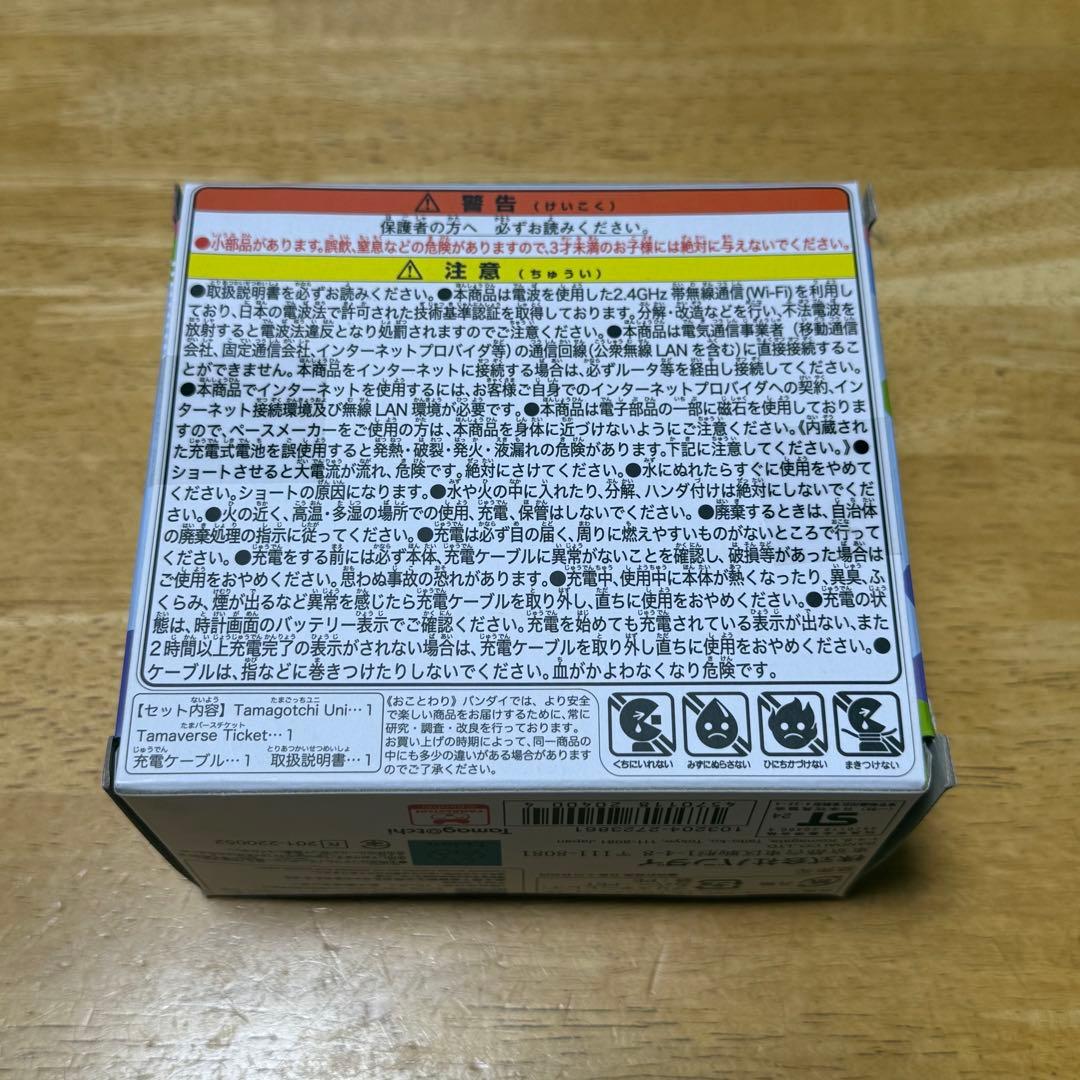 警告（けいこく）
保護者の方へ 必ずお読みください。
●小部品があります。誤飲、窒息などの危険がありますので、3才未満のお子様には絶対に与えないでください。
注意（ちゅうい）
●取扱説明書を必ずお読みください。●本商品は電波を使用した2.4GHz 帯無線通信(Wi-Fi)を利用し
ており、日本の電波法で許可された技術基準認証を取得しております。分解・改造などを行い、不法電波を
放射すると電波法違反となり処罰されますのでご注意ください。●本商品は電気通信事業者（移動通信
会社、固定通信会社、インターネットプロバイダ等）の通信回線（公衆無線 LAN を含む）に直接接続するこ
とができません。本商品をインターネットに接続する場合は、必ずルータ等を経由し接続してください。
●本商品でインターネットを使用するには、お客様ご自身でのインターネットプロバイダへの契約、イン
ターネット接続環境及び無線 LAN 環境が必要です。●本商品は電子部品の一部に磁石を使用しておりま
すので、ペースメーカーをご使用の方は、本商品を身体に近づけないようにご注意ください。《内蔵され
た充電式電池を誤使用すると発熱・破裂・発火・液漏れの危険があります。下記に注意してください。》●
ショートさせると大電流が流れ、危険です。絶対にさけてください。●水にぬれたらすぐに使用をやめて
ください。ショートの原因になります。●水や火の中に入れたり、分解、ハンダ付けは絶対にしないでくだ
さい。●火の近く、高温・多湿の場所での使用、充電、保管はしないでください。●廃棄するときは、自治体
の廃棄処理の指示に従ってください。●充電は必ず目の届く、周りに燃えやすいものがないところで行って
ください。●充電をする前には必ず本体、充電ケーブルに異常がないことを確認し、破損等があった場合は
ご使用をおやめください。思わぬ事故の恐れがあります。●充電中、使用中に本体が熱くなったり、異臭、ふ
くらみ、煙が出るなど異常を感じたら充電ケーブルを取り外し、直ちに使用をおやめください。●充電の状
態は、時計画面のバッテリー表示でご確認ください。充電を始めても充電されている表示が出ない、また
2時間以上充電完了の表示がされない場合は、充電ケーブルを取り外し直ちに使用をおやめください。●
ケーブルは、指などに巻きつけたりしないでください。血がかよわなくなり危険です。
【セット内容】Tamagotchi Uni…1
Tamaverse Ticket…1
充電ケーブル…1 取扱説明書…1
《おことわり》バンダイでは、より安全
で楽しい商品をお届けするために、常に
研究・調査・改良を行っております。
お買い上げの時期によって、同一商品の
中にも多少の違いがある場合があります
のでご了承ください。
くちにいれない みずにぬらさない ひにちかづけない まきつけない
Tamagotchi
4570118204004
103204-2723861
ST
24
R 201-220052
株式会社バンダイ
〒111-8081
111-8081 Japan